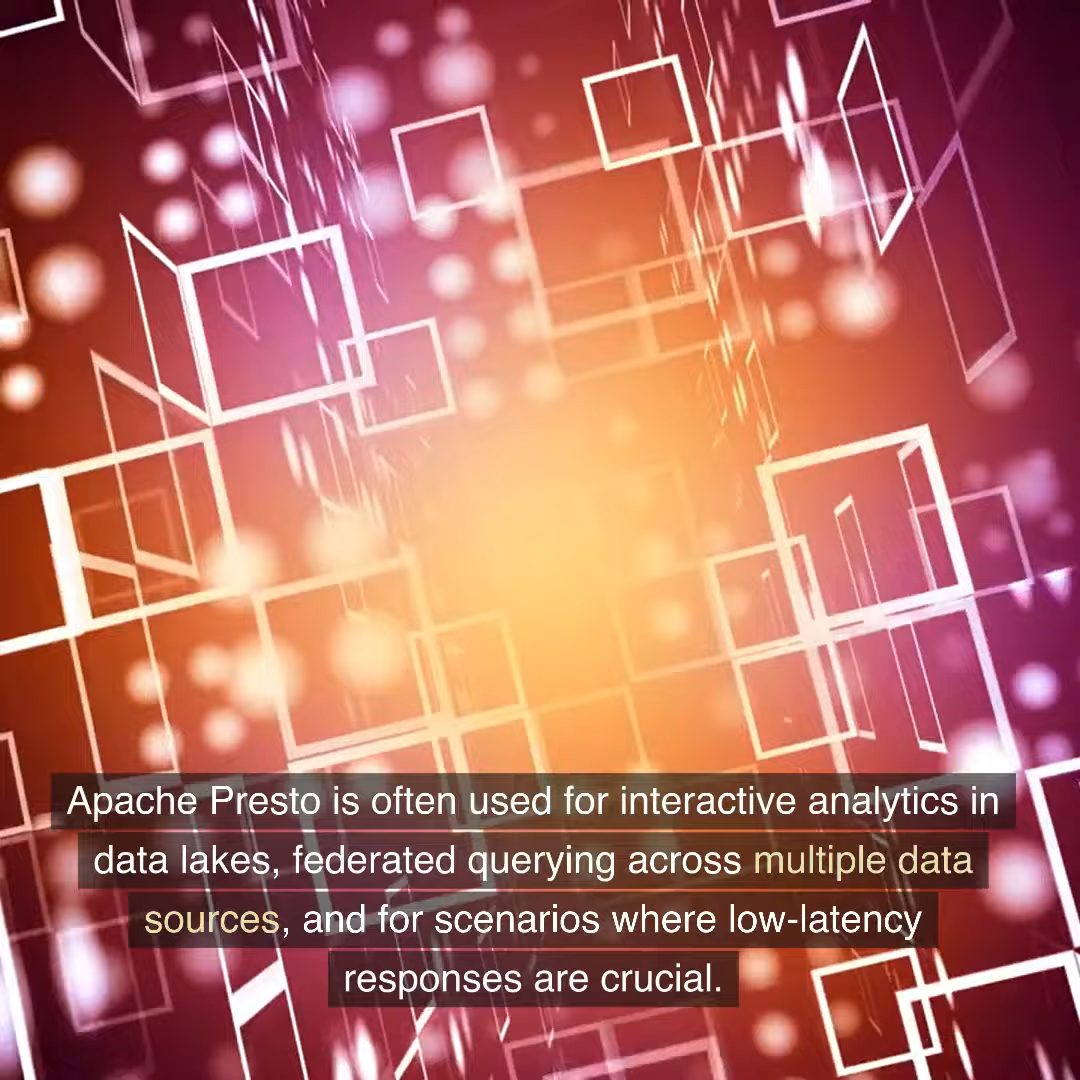 Apache Presto is often used for interactive analytics in
data lakes, federated querying across multiple data
sources, and for scenarios where low-latency
responses are crucial.